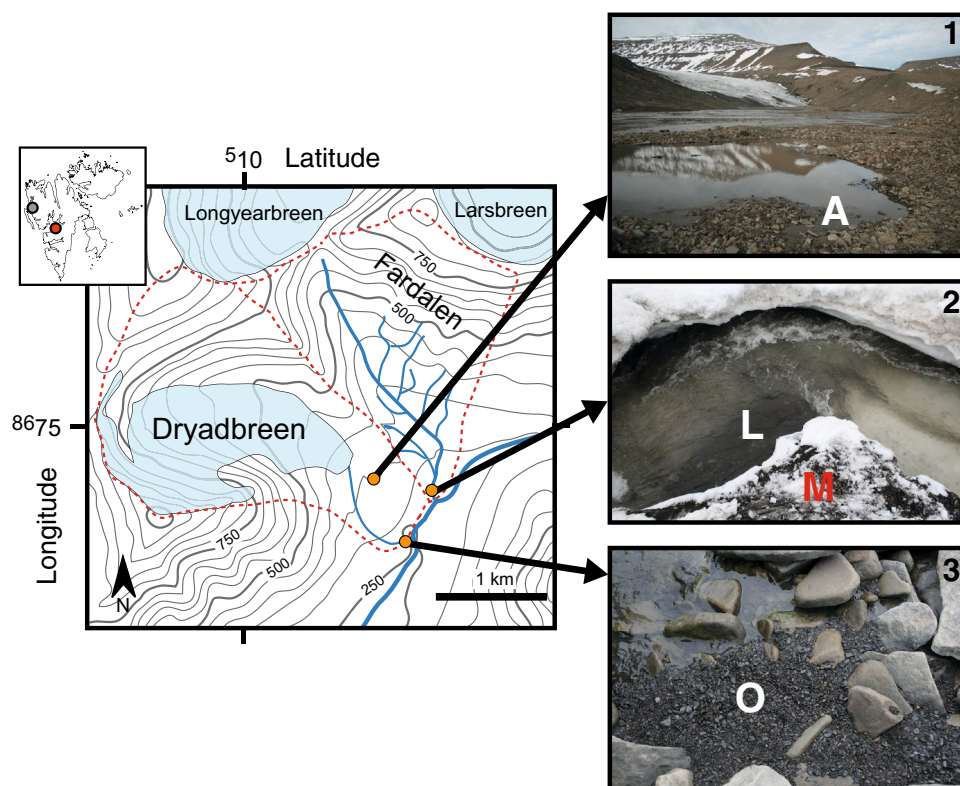 1
510 Latitude
Longyearbreen
Larsbreen
750
Fardalen
500
A
2
8675
Dryadbreen
L
M
Longitude
750
500
250
1 km
N
3
O